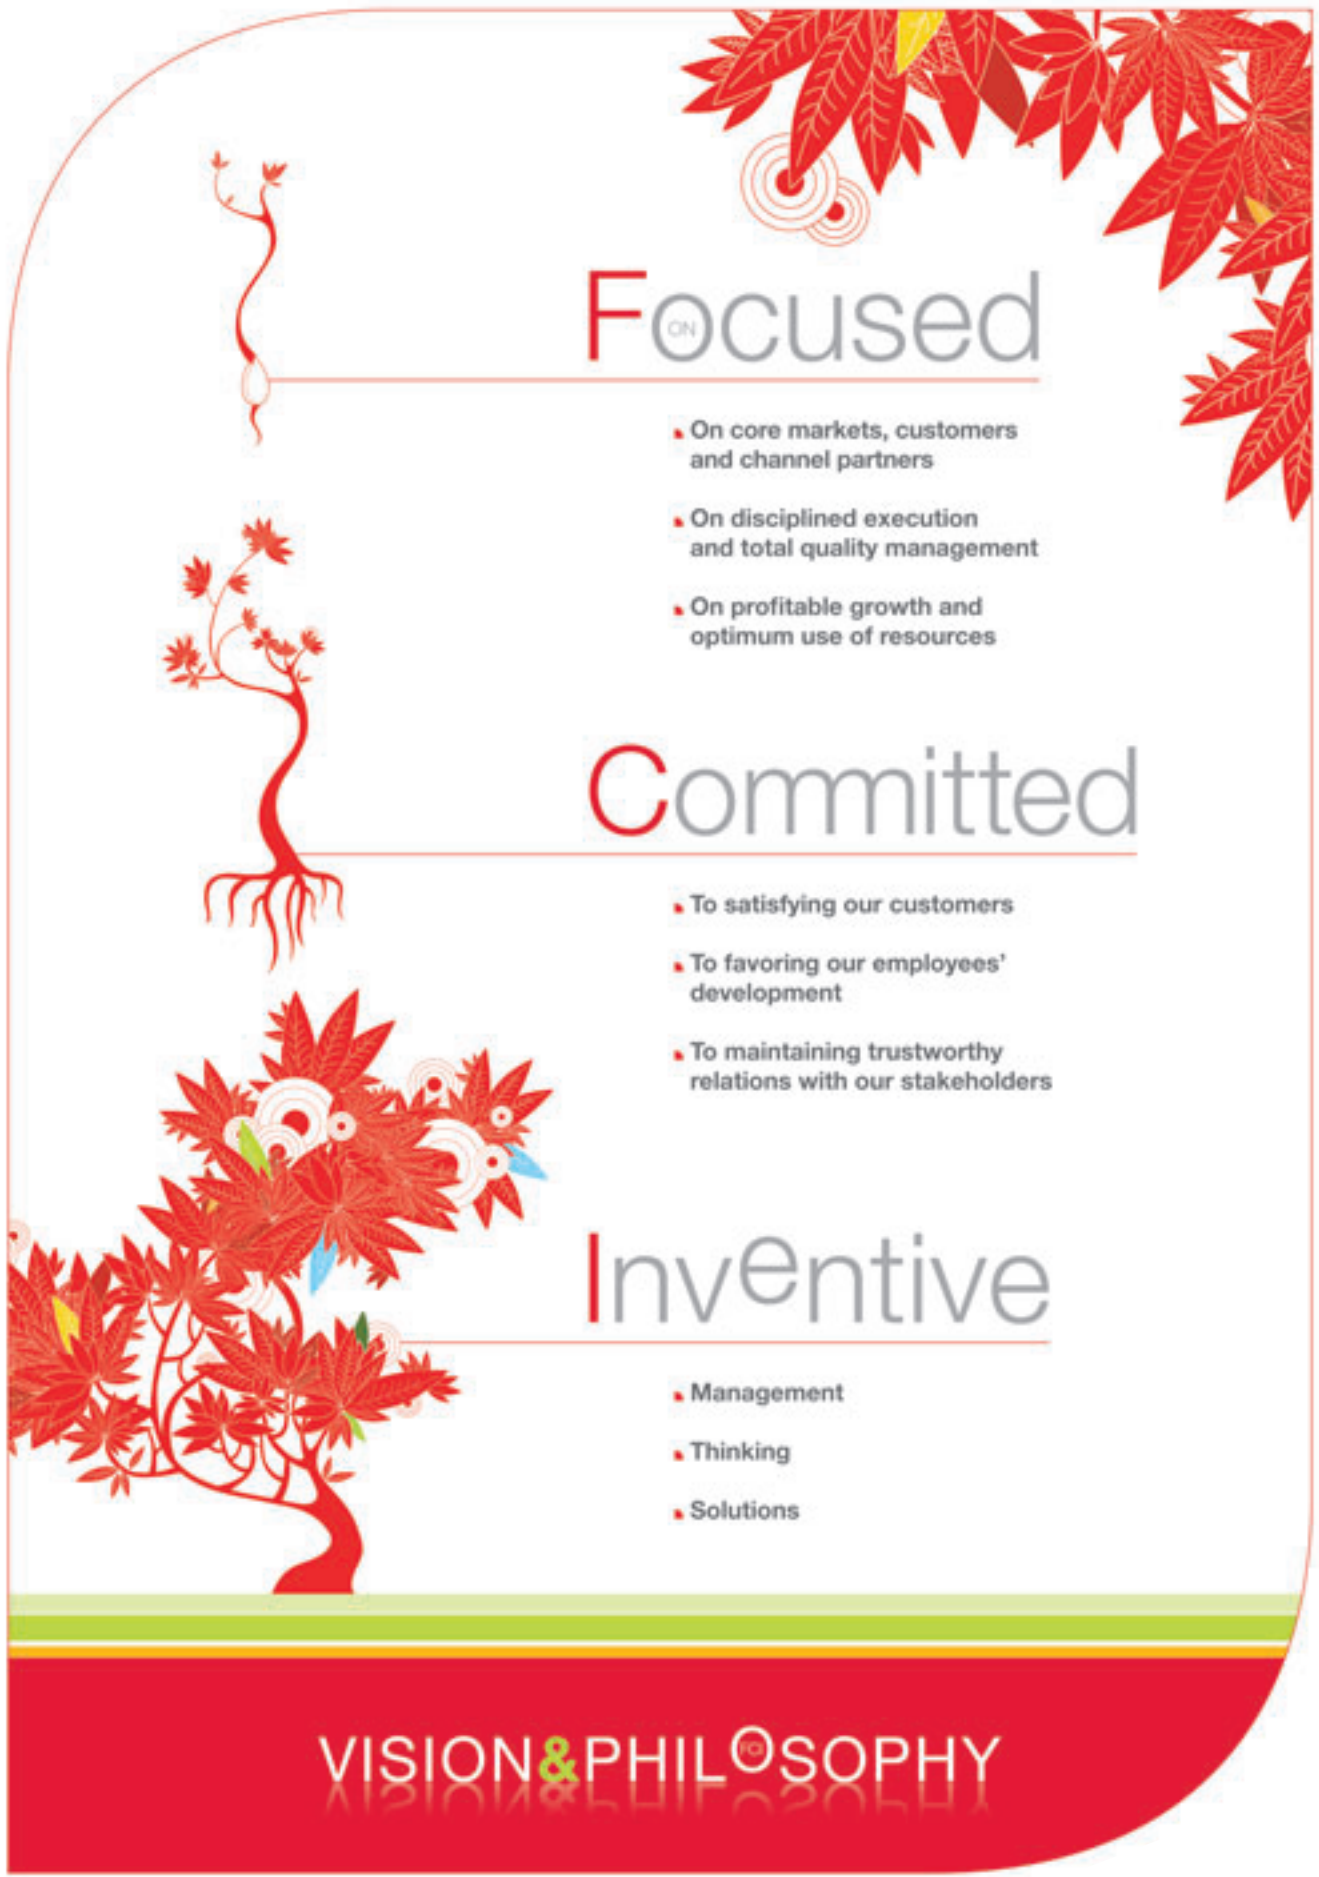 Focused
ON
On core markets, customers
and channel partners
On disciplined execution
and total quality management
On profitable growth and
optimum use of resources
Committed
To satisfying our customers
To favoring our employees’
development
To maintaining trustworthy
relations with our stakeholders
Inventive
Management
Thinking
Solutions
VISION&PHILOSOPHY
FCI